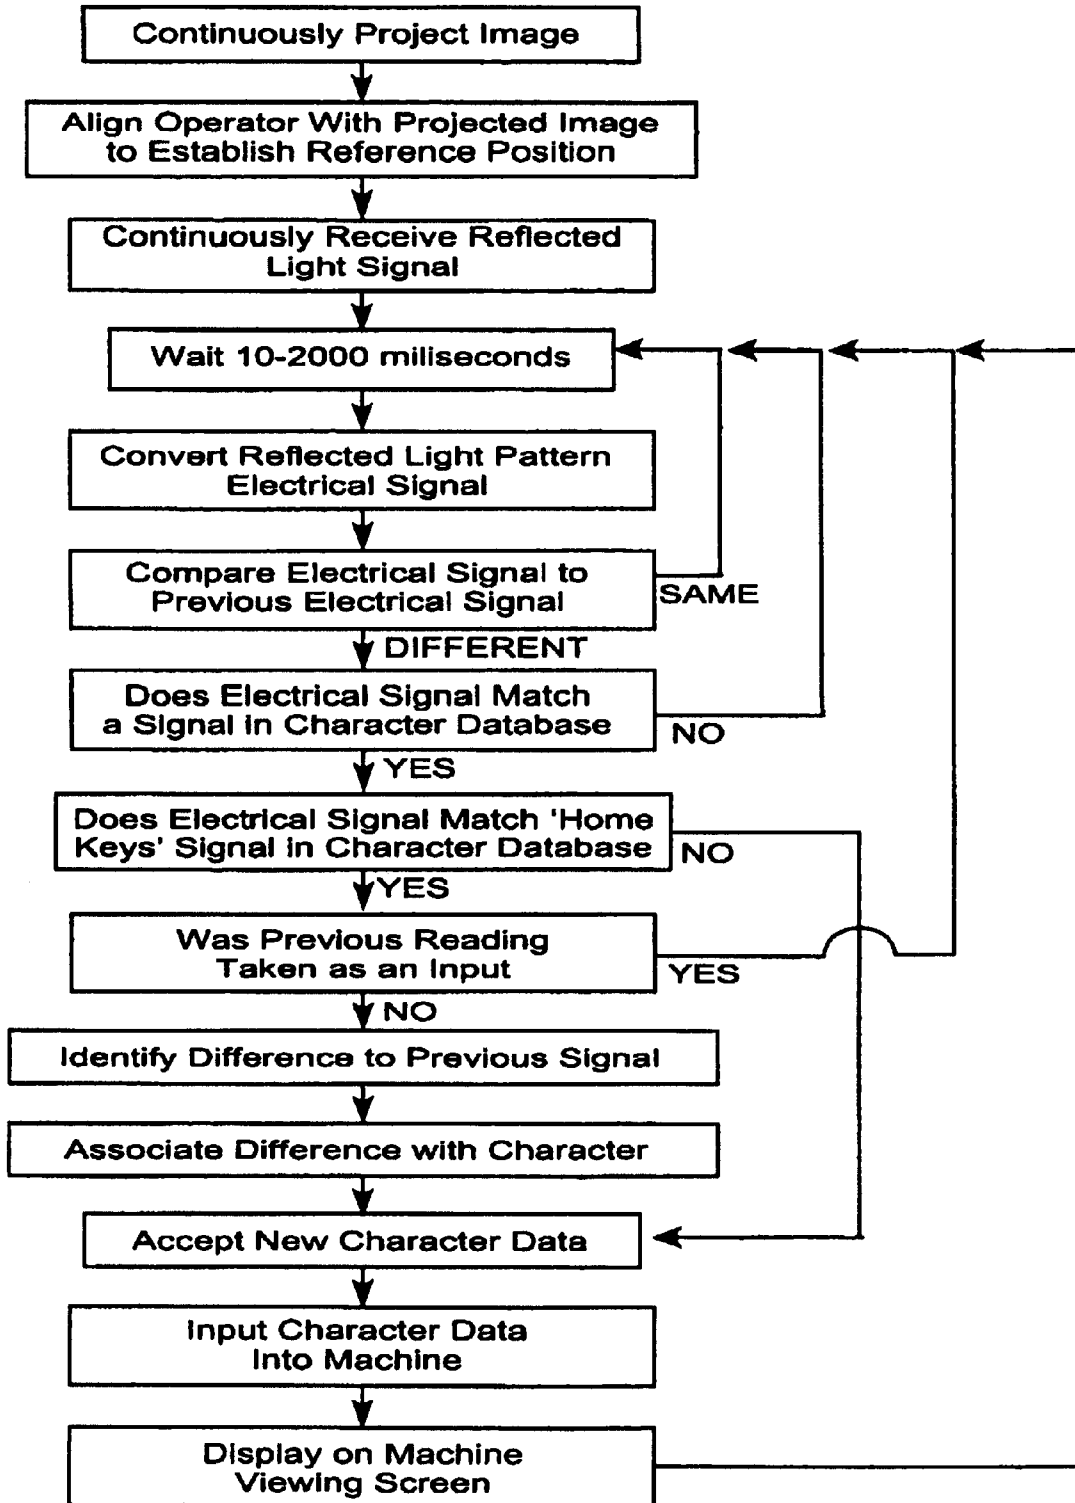 Continuously Project Image
Align Operator With Projected Image
to Establish Reference Position
Continuously Receive Reflected
Light Signal
Wait 10-2000 miliseconds
Convert Reflected Light Pattern
Electrical Signal
Compare Electrical Signal to
Previous Electrical Signal
SAME
DIFFERENT
Does Electrical Signal Match
a Signal in Character Database
NO
YES
Does Electrical Signal Match 'Home
Keys' Signal in Character Database
NO
YES
Was Previous Reading
Taken as an Input
YES
NO
Identify Difference to Previous Signal
Associate Difference with Character
Accept New Character Data
Input Character Data
Into Machine
Display on Machine
Viewing Screen